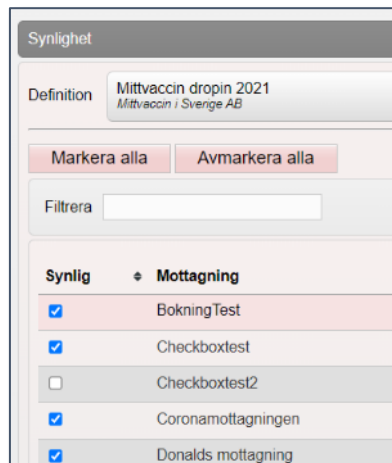 Synlighet
Definition
Mittvaccin dropin 2021
Mittvaccin i Sverige AB
Markera alla Avmarkera alla
Filtrera
Synlig Mottagning
BokningTest
Checkboxtest
Checkboxtest2
Coronamottagningen
Donalds mottagning